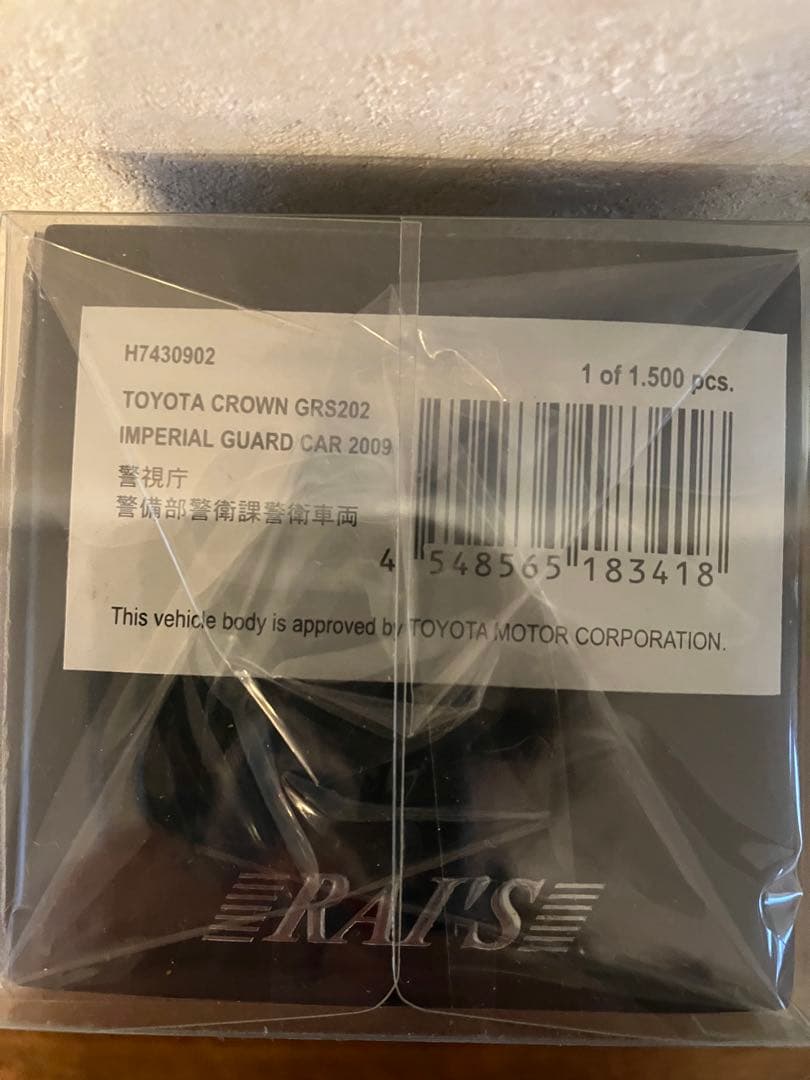 H7430902
1 of 1.500 pcs.
TOYOTA CROWN GRS202
IMPERIAL GUARD CAR 2009
警視庁
警備部警衛課警衛車両
4 548565 183418
This vehicle body is approved by TOYOTA MOTOR CORPORATION.
RAI'S